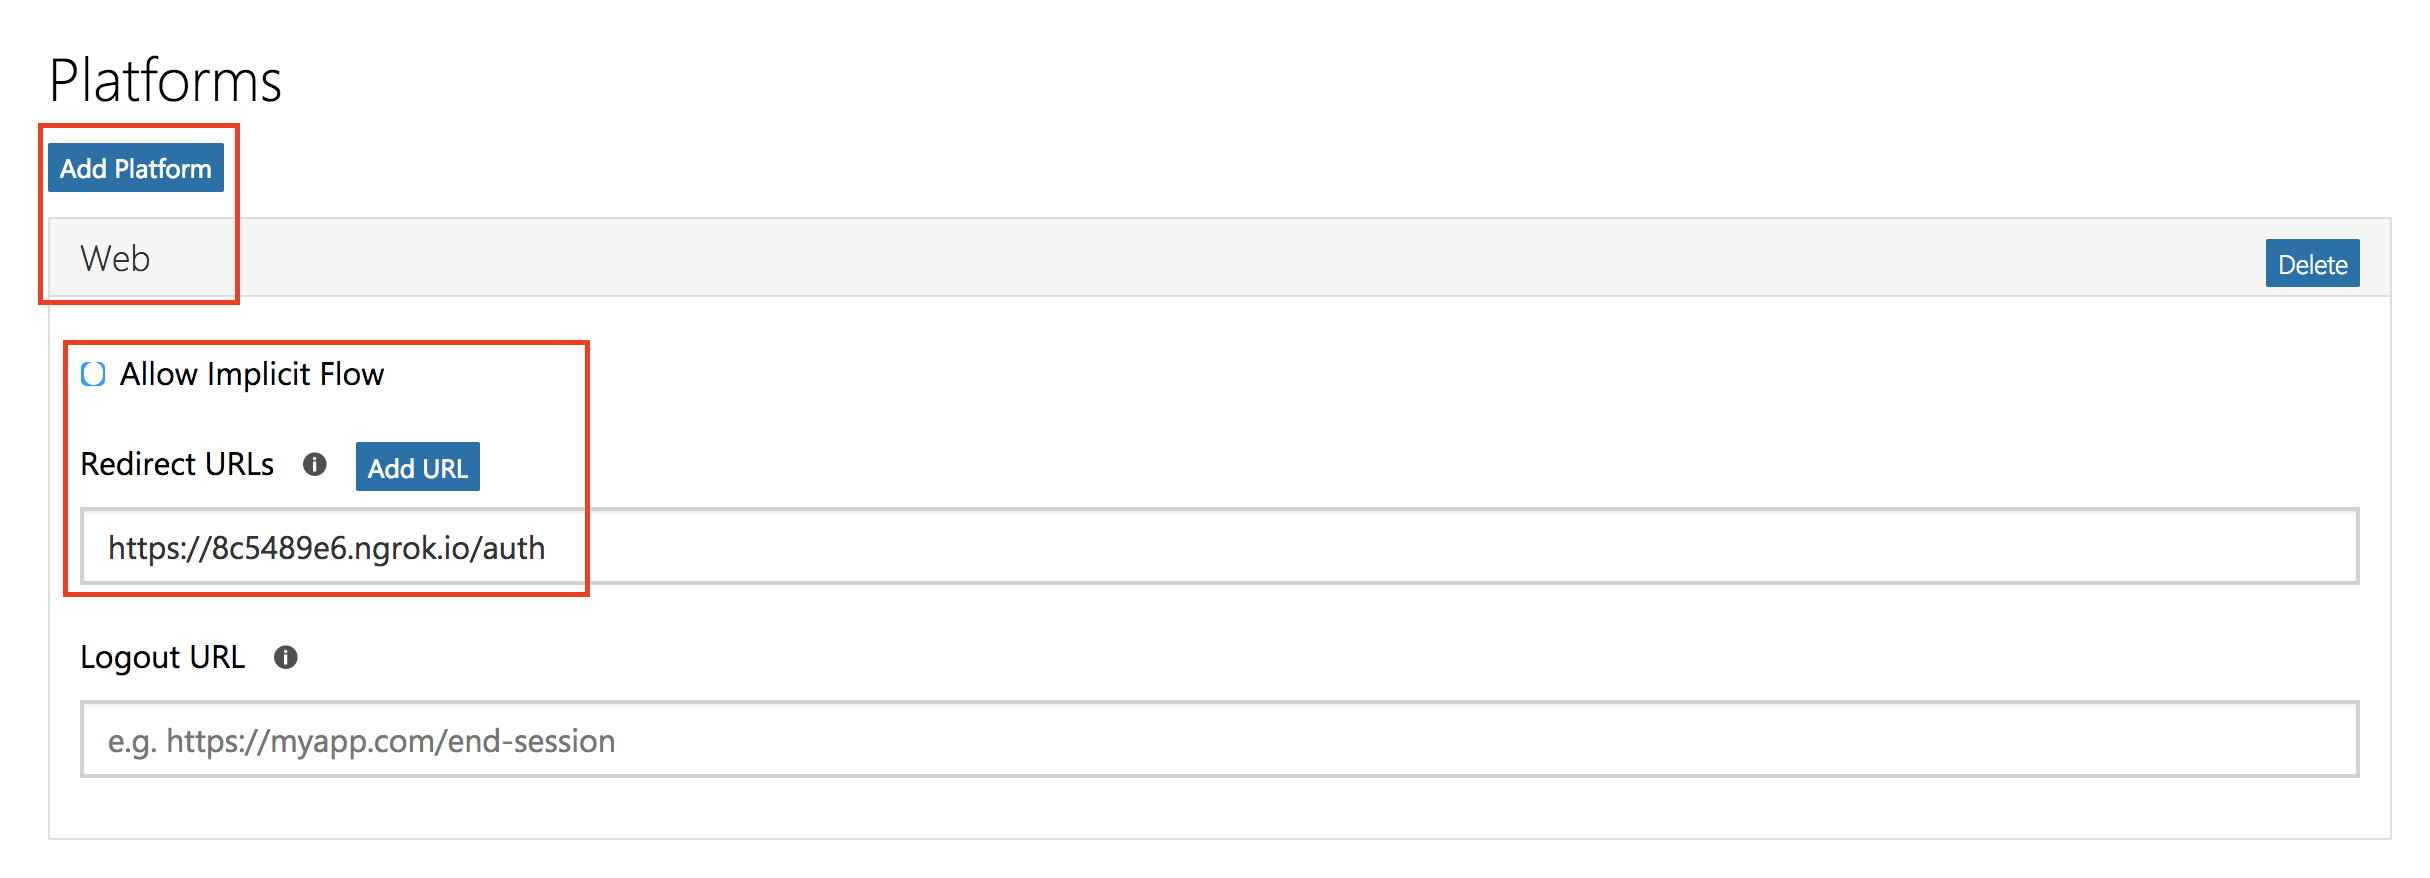 Platforms
Add Platform
Web
Delete
Allow Implicit Flow
Redirect URLs
Add URL
https://8c5489e6.ngrok.io/auth
Logout URL
e.g. https://myapp.com/end-session